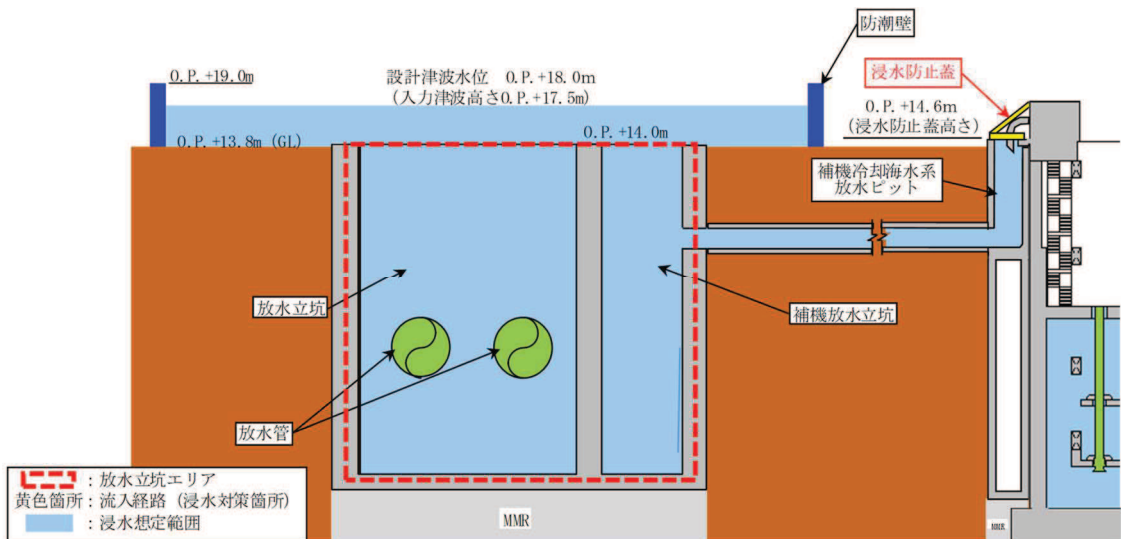 防潮壁
O.P. +19.0m
設計津波水位 O.P. +18.0m
(入力津波高さO.P. +17.5m)
浸水防止蓋
O.P. +14.6m
(浸水防止蓋高さ)
O.P. +13.8m (GL)
O.P. +14.0m
補機冷却海水系
放水ピット
放水立坑
補機放水立坑
放水管
:放水立坑エリア
黄色箇所:流入経路(浸水対策箇所)
:浸水想定範囲
MMR
MMR